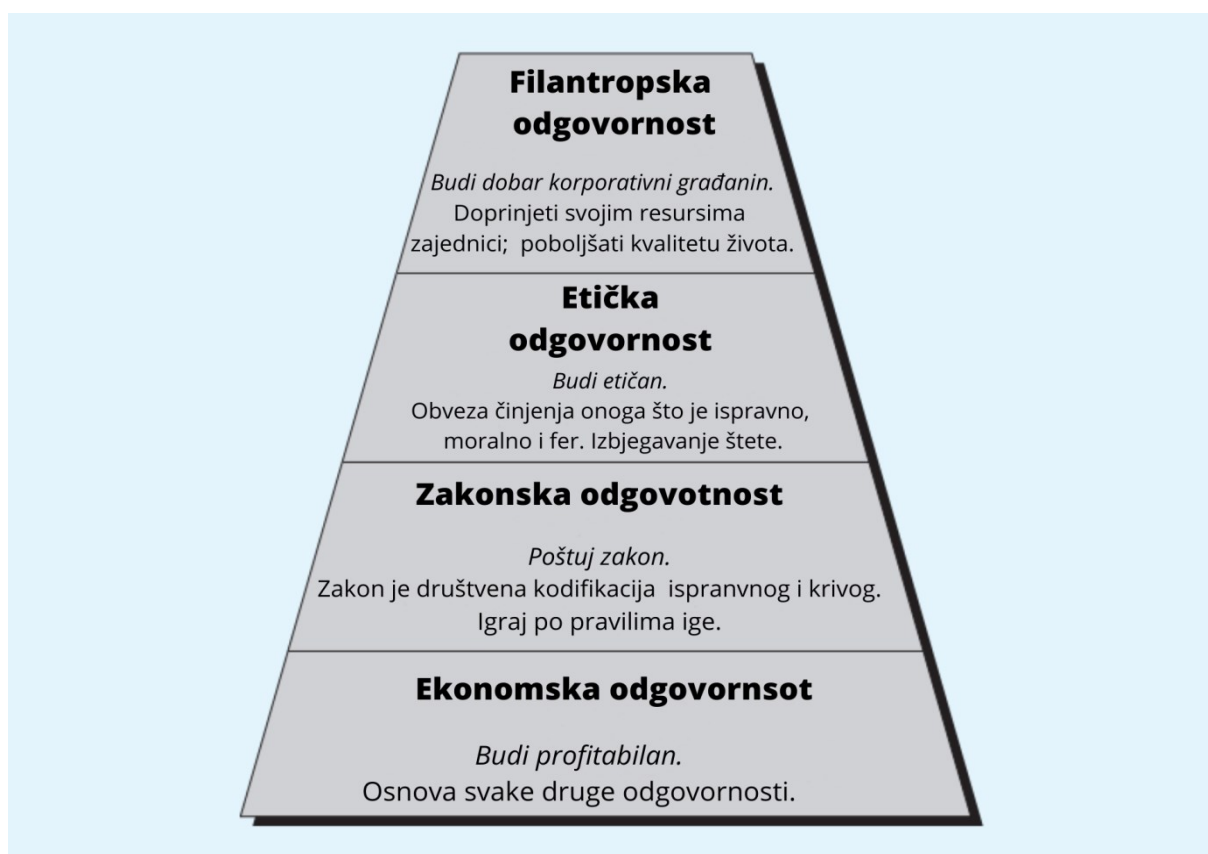 Filantropska
odgovornost
Budi dobar korporativni građanin.
Doprinjeti svojim resursima
zajednici; poboljšati kvalitetu života.
Etička
odgovornost
Budi etičan.
Obveza činjenja onoga što je ispravno,
moralno i fer. Izbjegavanje štete.
Zakonska odgovotnost
Poštuj zakon.
Zakon je društvena kodifikacija ispranvnog i krivog.
Igraj po pravilima ige.
Ekonomska odgovornsot
Budi profitabilan.
Osnova svake druge odgovornosti.